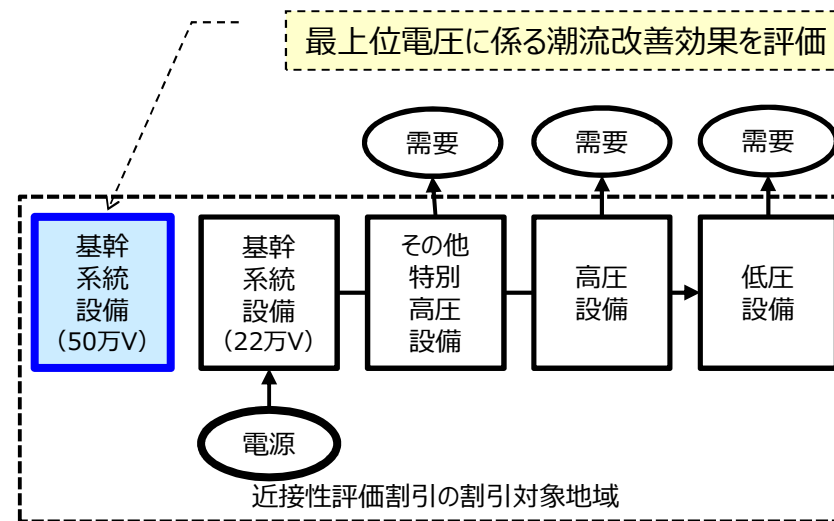 最上位電圧に係る潮流改善効果を評価
需要
需要
需要
基幹
系統
設備
（50万V）
基幹
系統
設備
（22万V）
その他
特別
高圧
設備
高圧
設備
低圧
設備
電源
近接性評価割引の割引対象地域